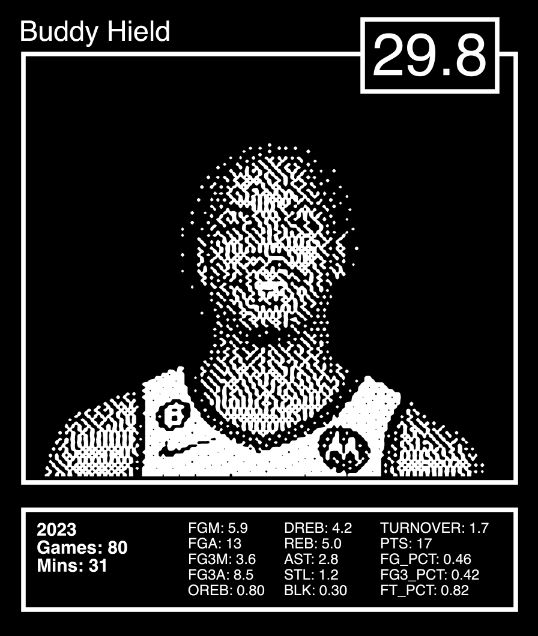 Buddy Hield
29.8
2023
Games: 80
Mins: 31
FGM: 5.9
FGA: 13
FG3M: 3.6
FG3A: 8.5
OREB: 0.80
DREB: 4.2
REB: 5.0
AST: 2.8
STL: 1.2
BLK: 0.30
TURNOVER: 1.7
PTS: 17
FG_PCT: 0.46
FG3_PCT: 0.42
FT_PCT: 0.82